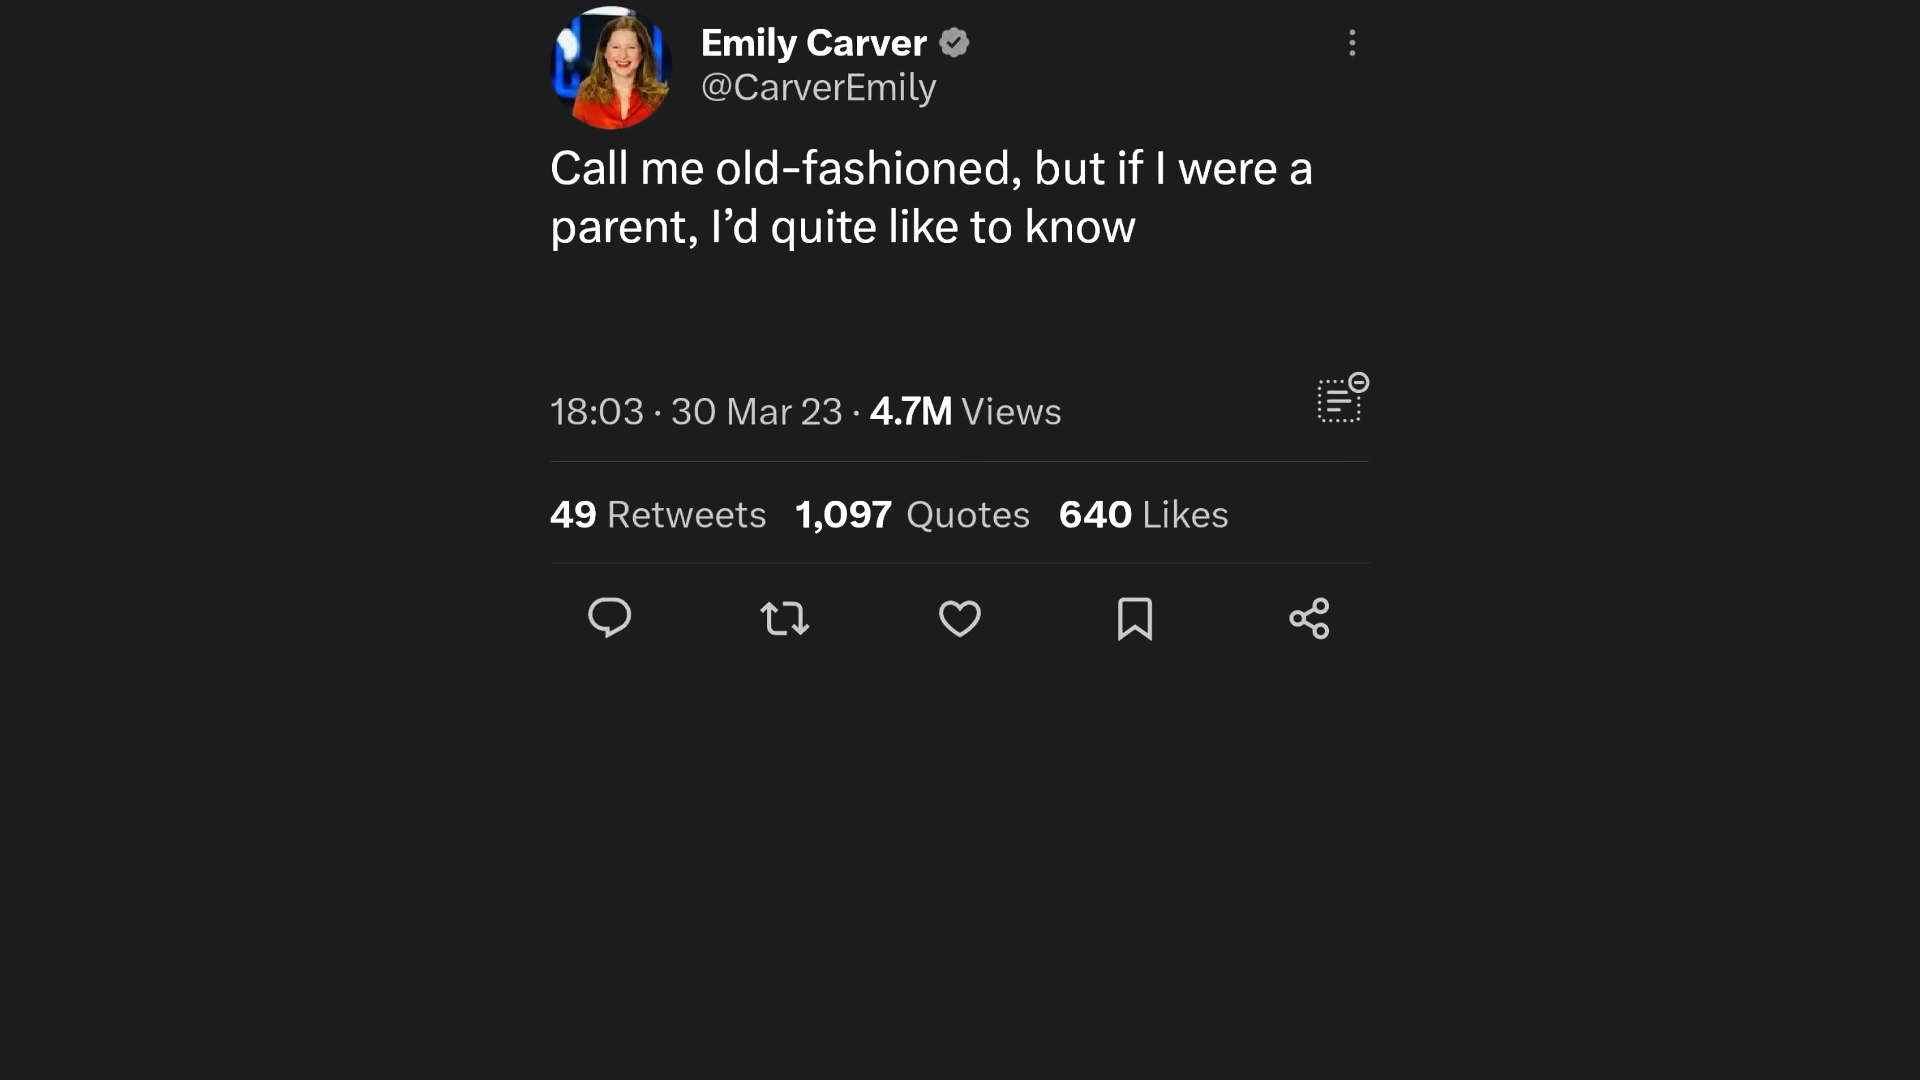 Emily Carver
@CarverEmily
Call me old-fashioned, but if I were a
parent, I’d quite like to know
18:03 · 30 Mar 23 · 4.7M Views
49 Retweets 1,097 Quotes 640 Likes